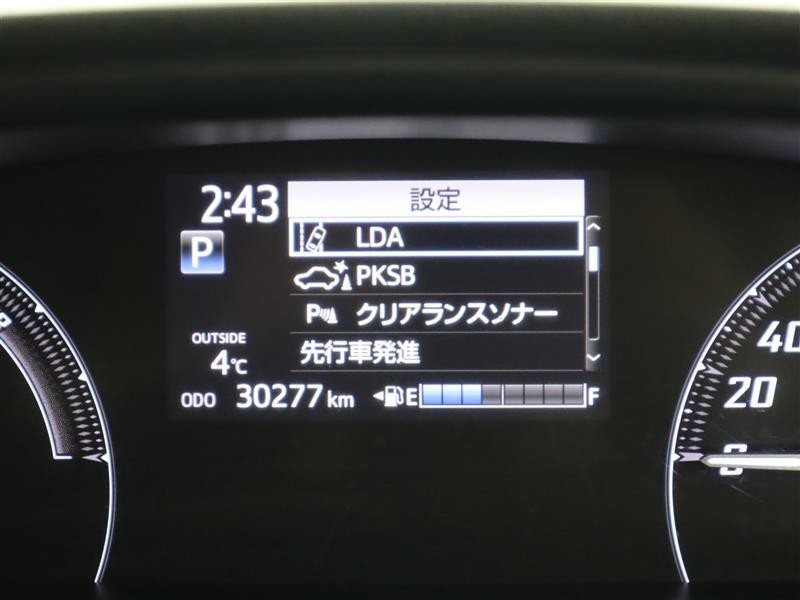 2:43
設定
LDA
P
PKSB
P クリアランスソナー
OUTSIDE
4℃
先行車発進
ODO 30277 km
E F
40
20
0